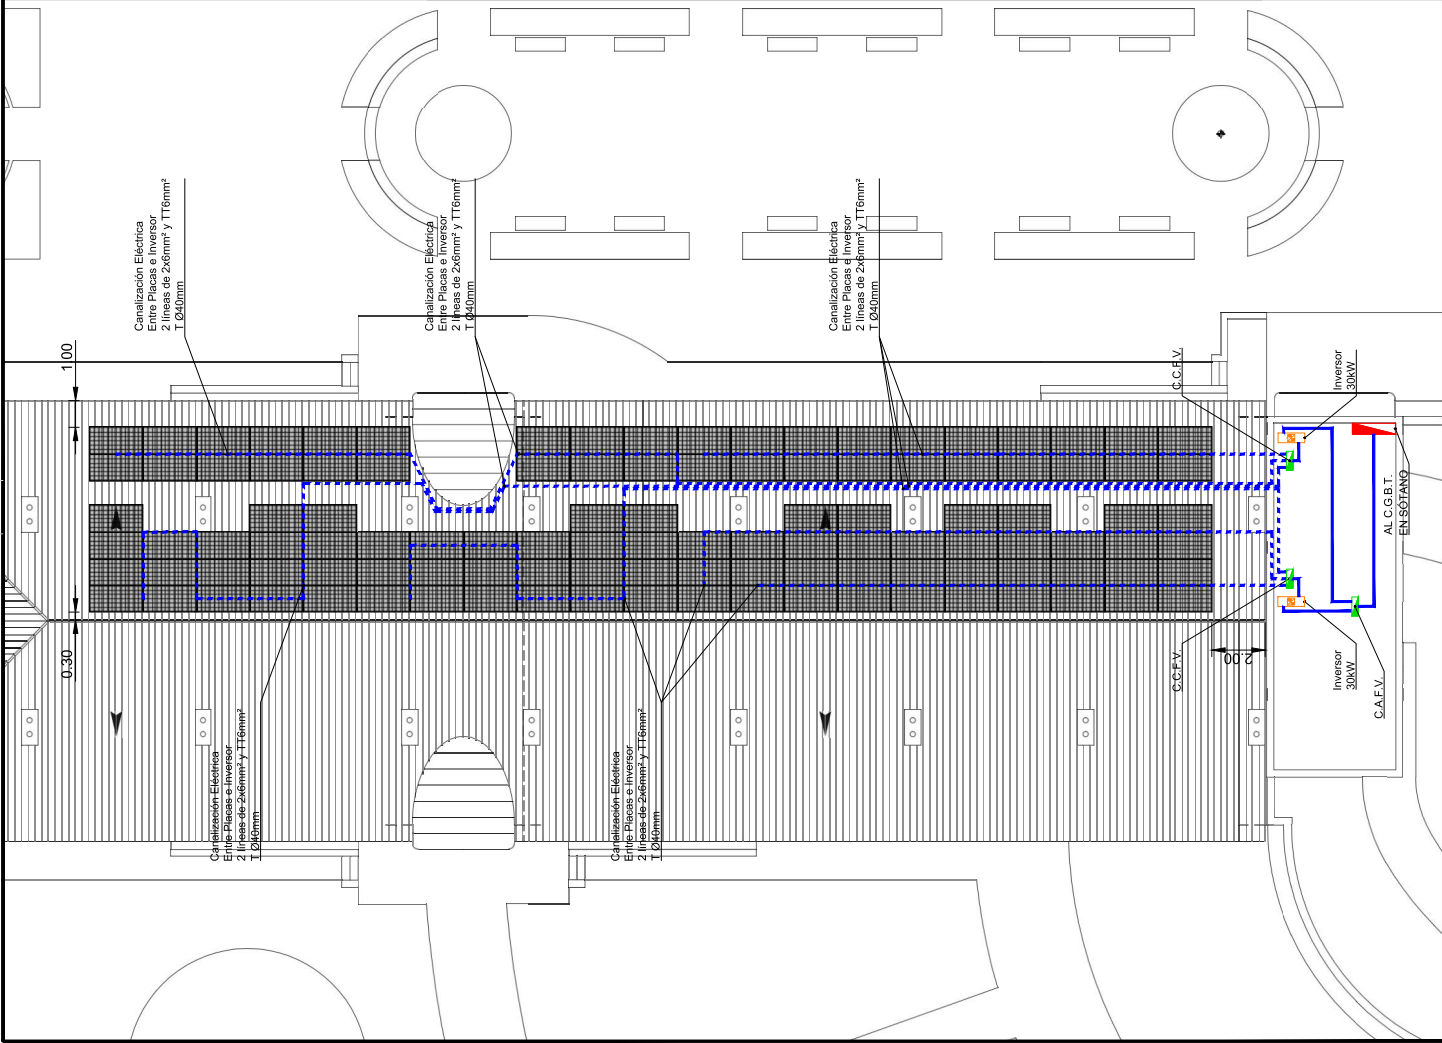 Canalización Eléctrica
Entre Placas e Inversor
2 líneas de 2x6mm² y TT6mm²
T Ø40mm
Canalización Eléctrica
Entre Placas e Inversor
2 líneas de 2x6mm² y TT6mm²
T Ø40mm
Canalización Eléctrica
Entre Placas e Inversor
2 líneas de 2x6mm² y TT6mm²
T Ø40mm
1.00
C.C.F.V.
Inversor
30kW
AL C.G.B.T.
EN SÓTANO
0.30
2.00
C.C.F.V.
Inversor
30kW
C.A.F.V.
Canalización Eléctrica
Entre Placas e Inversor
2 líneas de 2x6mm² y TT6mm²
T Ø40mm
Canalización Eléctrica
Entre Placas e Inversor
2 líneas de 2x6mm² y TT6mm²
T Ø40mm